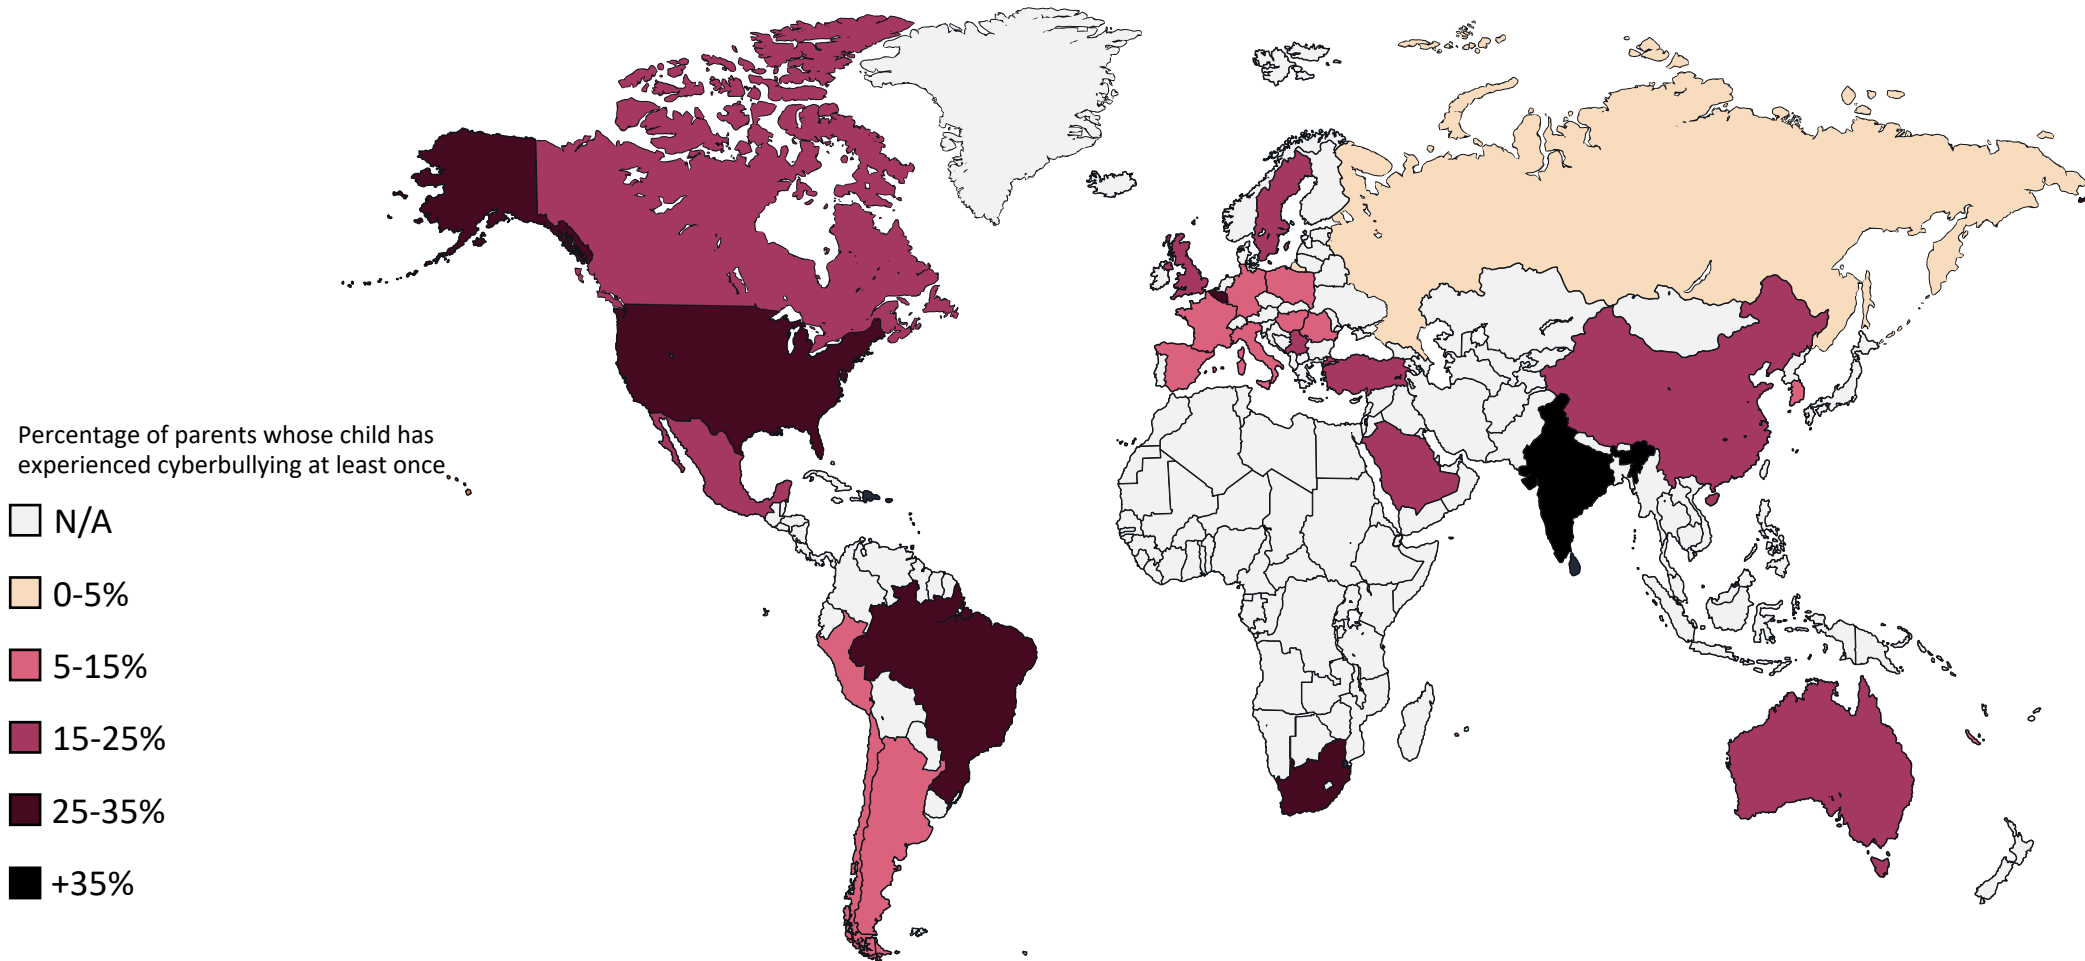 Percentage of parents whose child has
experienced cyberbullying at least once
N/A
0-5%
5-15%
15-25%
25-35%
+35%